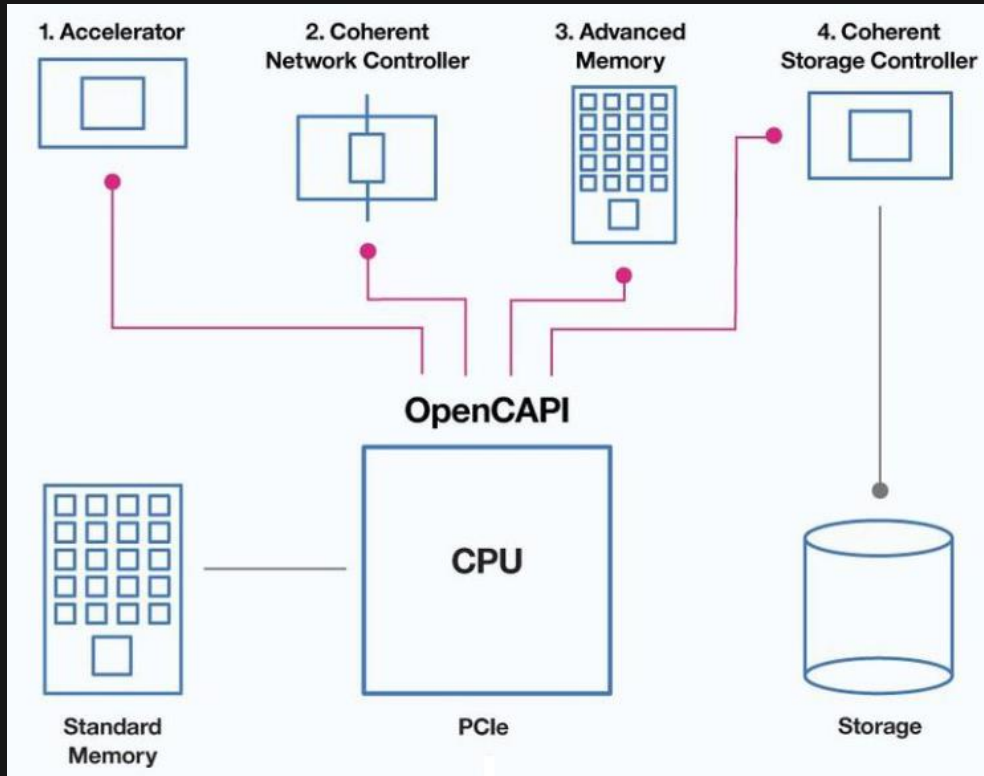 1. Accelerator
2. Coherent
Network Controller
3. Advanced
Memory
4. Coherent
Storage Controller
OpenCAPI
CPU
Standard
Memory
PCIe
Storage